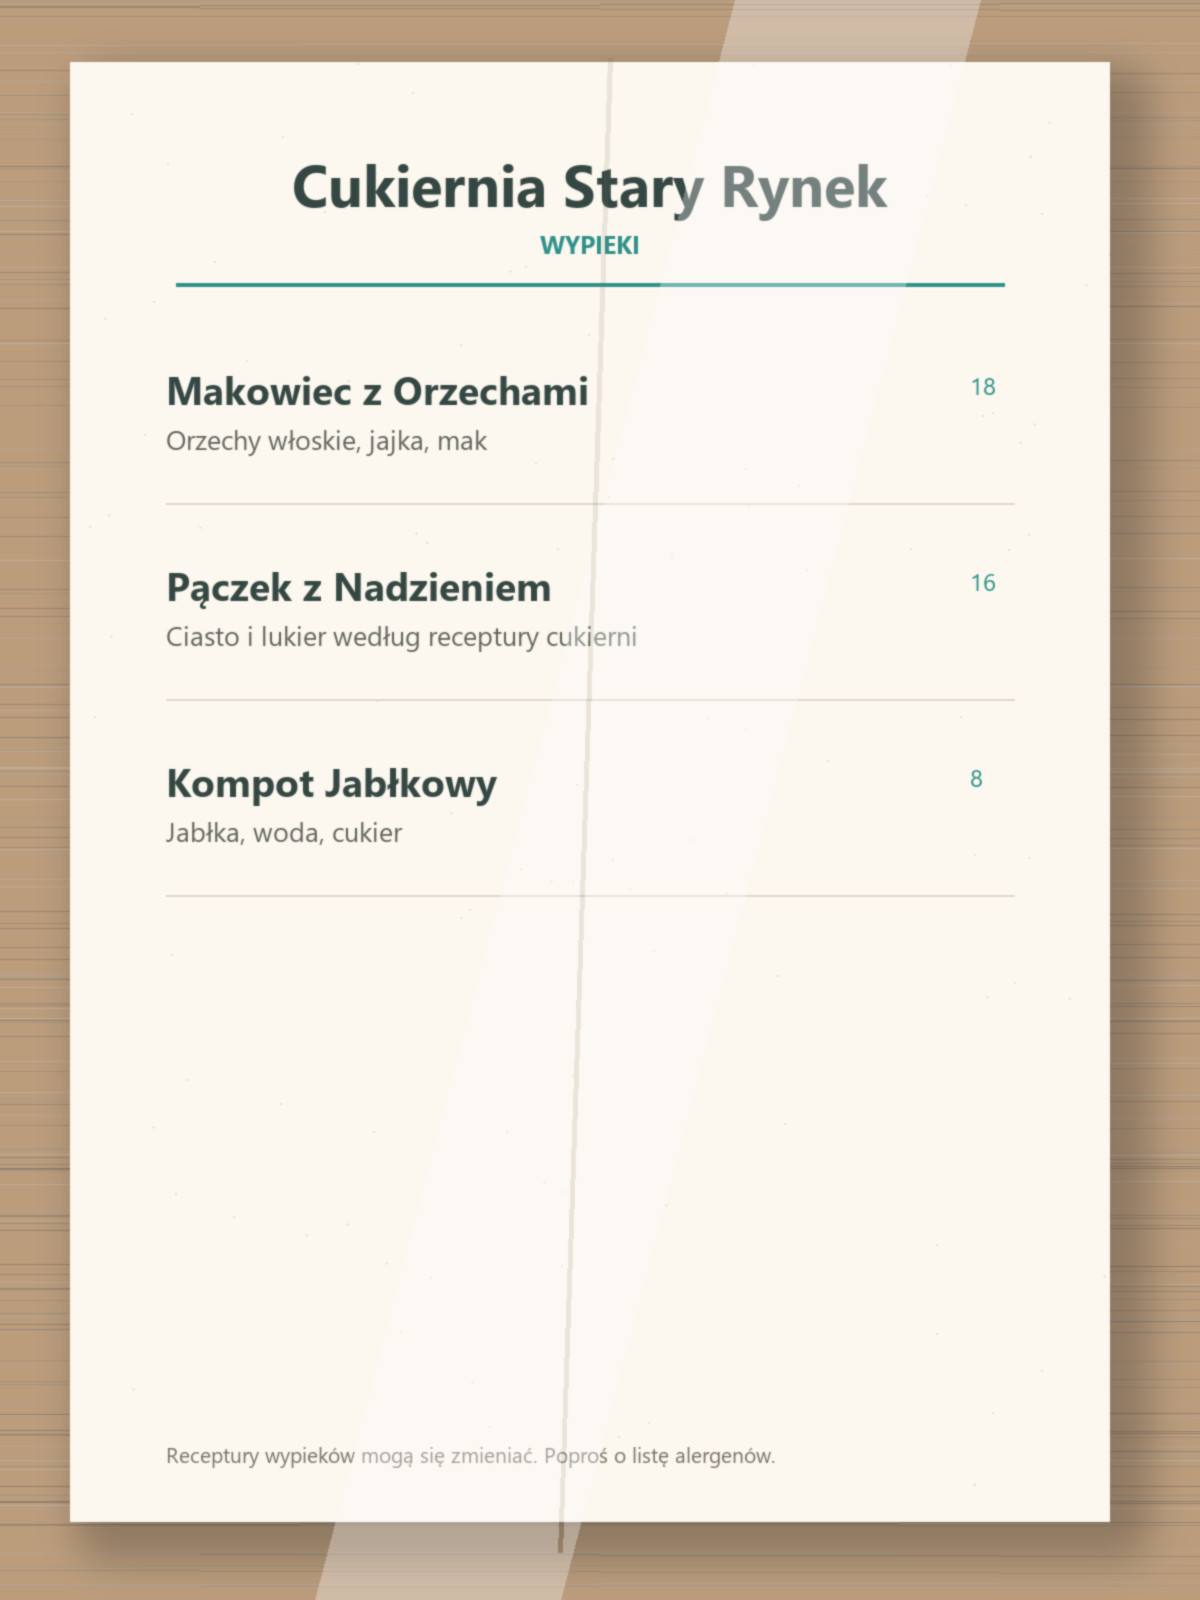 Cukiernia Stary Rynek
WYPIEKI
Makowiec z Orzechami
18
Orzechy włoskie, jajka, mak
Pączek z Nadzieniem
16
Ciasto i lukier według receptury cukierni
Kompot Jabłkowy
8
Jabłka, woda, cukier
Receptury wypieków mogą się zmieniać. Poproś o listę alergenów.